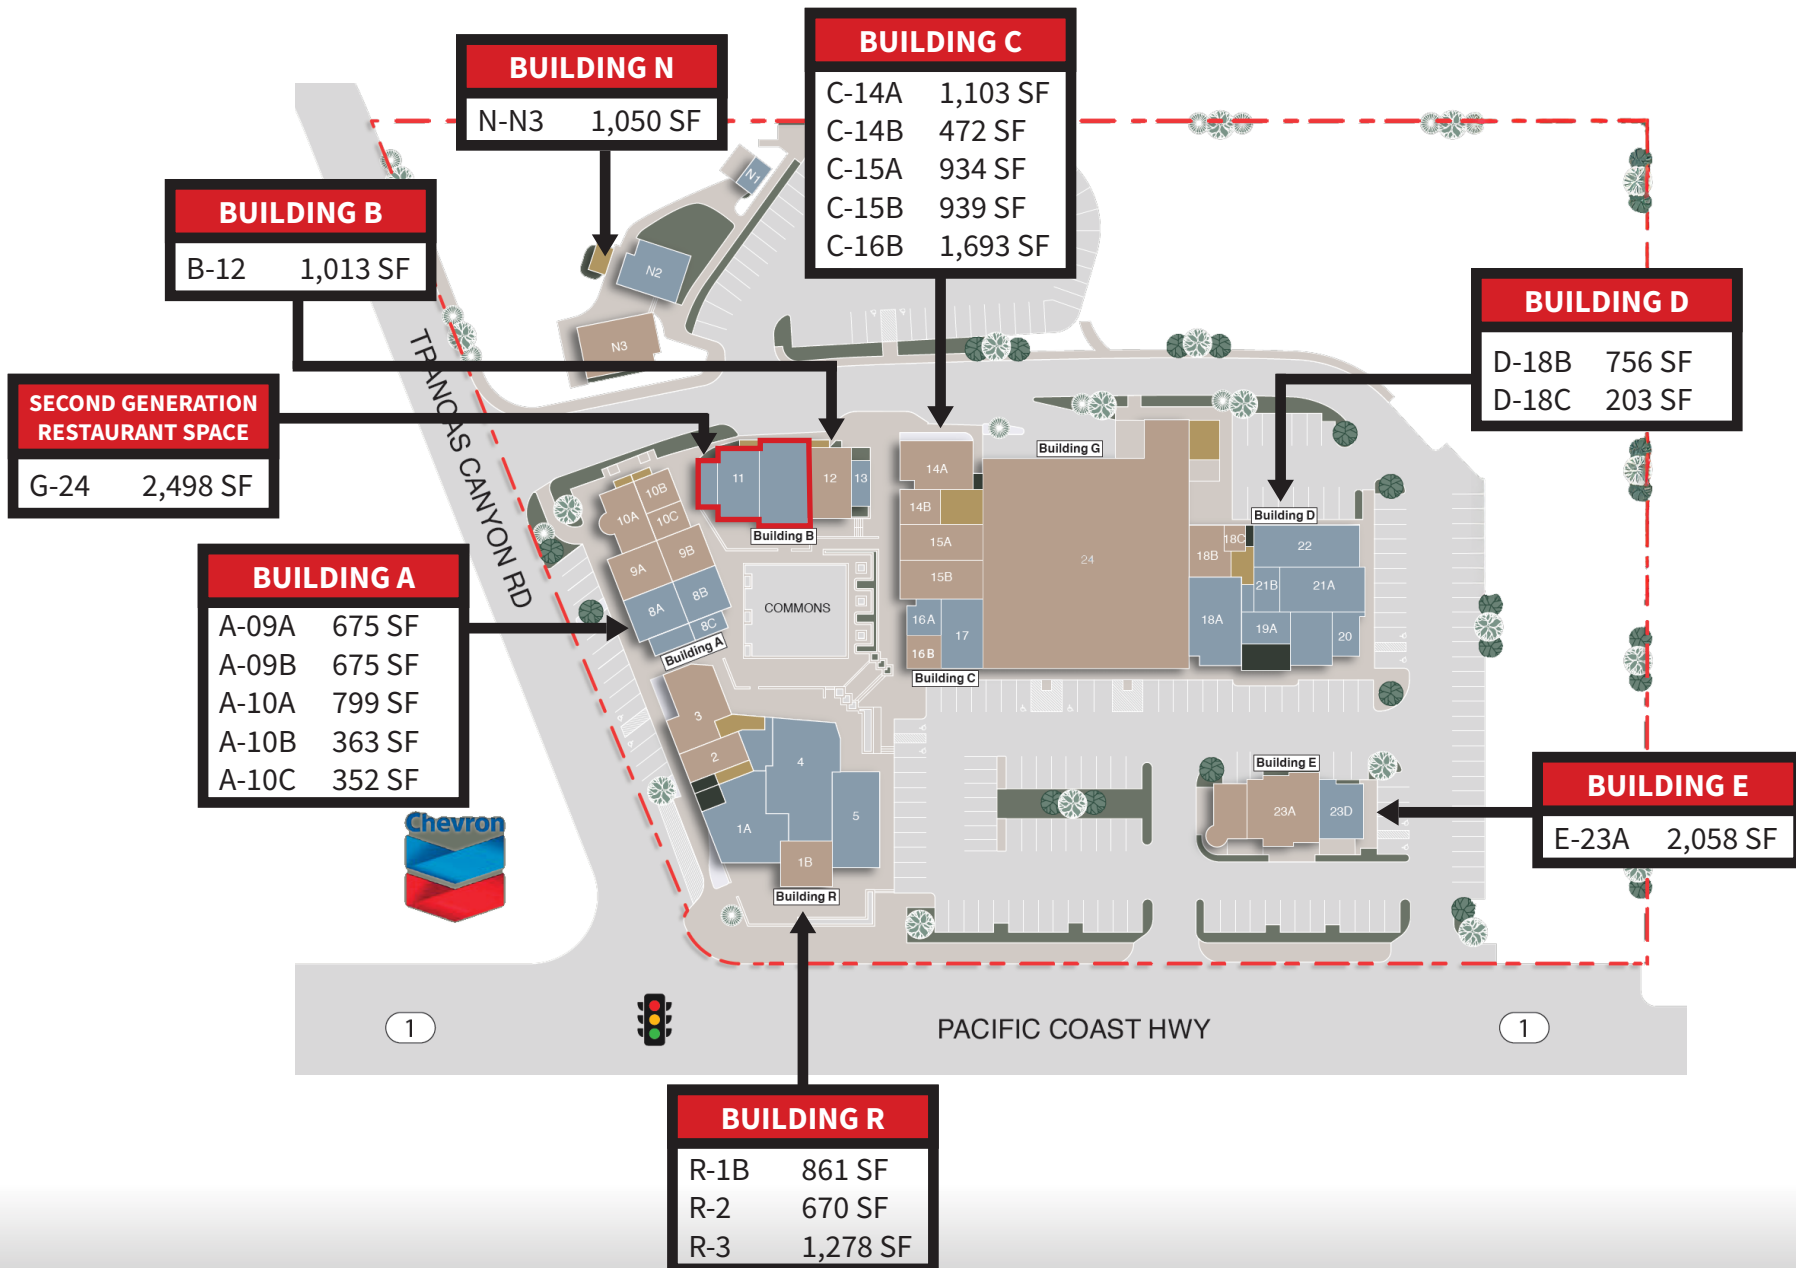 BUILDING C
C-14A 1,103 SF
C-14B 472 SF
C-15A 934 SF
C-15B 939 SF
C-16B 1,693 SF
BUILDING N
N-N3 1,050 SF
BUILDING B
B-12 1,013 SF
BUILDING D
D-18B 756 SF
D-18C 203 SF
SECOND GENERATION
RESTAURANT SPACE
G-24 2,498 SF
BUILDING A
A-09A 675 SF
A-09B 675 SF
A-10A 799 SF
A-10B 363 SF
A-10C 352 SF
BUILDING E
E-23A 2,058 SF
BUILDING R
R-1B 861 SF
R-2 670 SF
R-3 1,278 SF
TRANCAS CANYON RD
N1
N2
N3
11
12
13
Building B
10B
10A
10C
9B
9A
8B
8A
8C
Building A
COMMONS
14A
14B
15A
15B
16A
17
16B
Building C
Building G
24
Building D
18C
18B
22
21B
21A
18A
19A
20
3
2
4
1A
5
1B
Building R
Building E
23A
23D
Chevron
1
PACIFIC COAST HWY
1